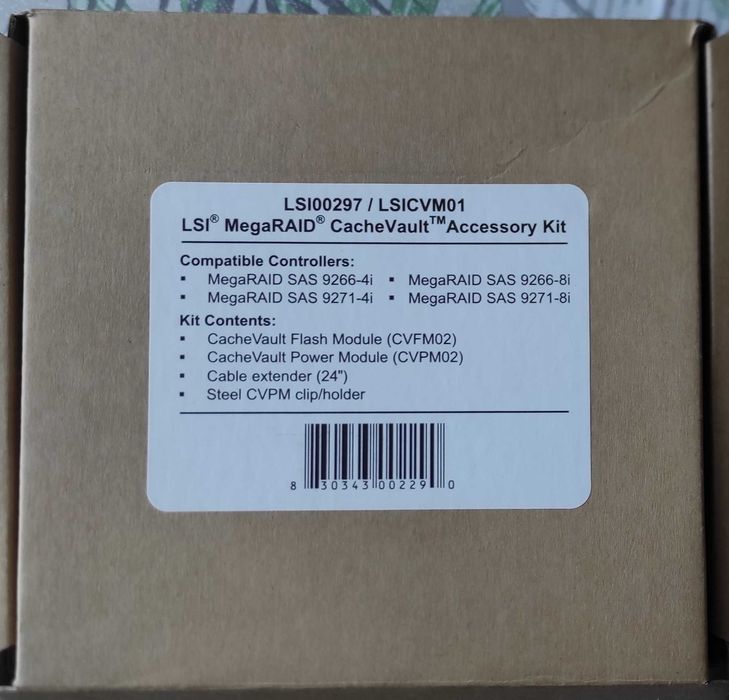 LSI00297 / LSICVM01
LSI® MegaRAID® CacheVault™Accessory Kit
Compatible Controllers:
▪ MegaRAID SAS 9266-4i ▪ MegaRAID SAS 9266-8i
▪ MegaRAID SAS 9271-4i ▪ MegaRAID SAS 9271-8i
Kit Contents:
▪ CacheVault Flash Module (CVFM02)
▪ CacheVault Power Module (CVPM02)
▪ Cable extender (24")
▪ Steel CVPM clip/holder
8 30343 00229 0